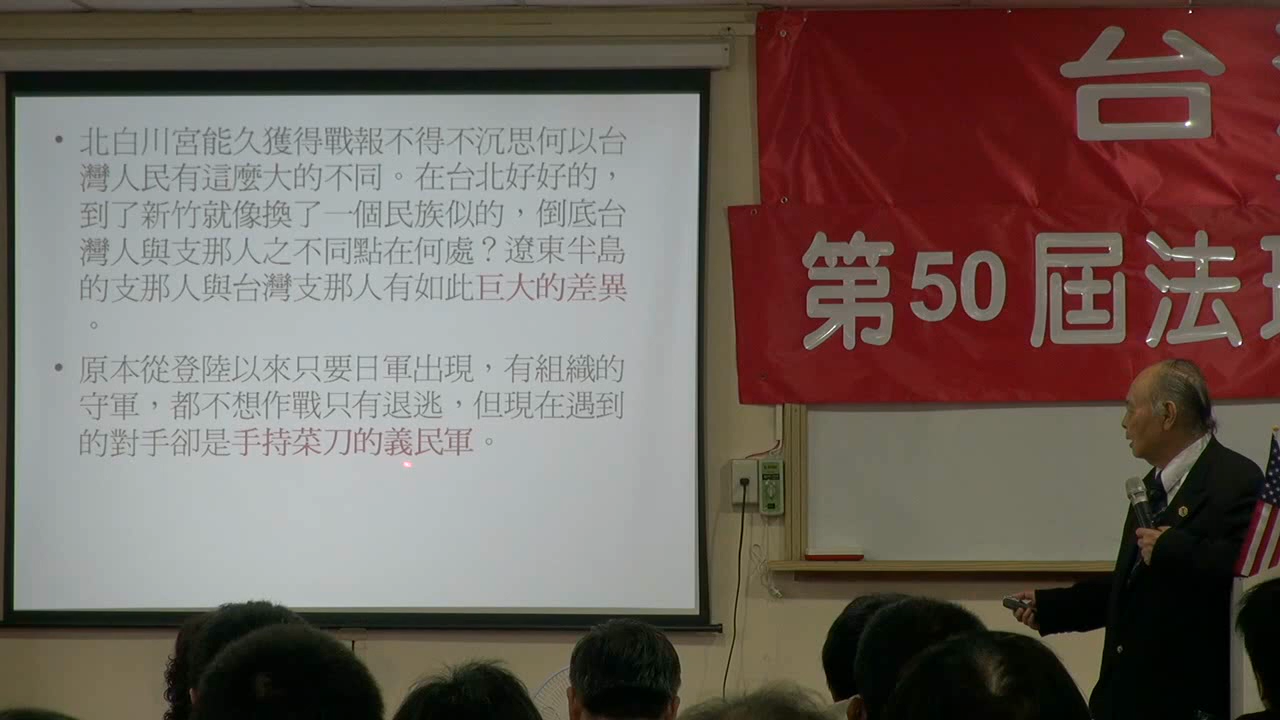 • 北白川宮能久獲得戰報不得不沉思何以台
灣人民有這麼大的不同。在台北好好的，
到了新竹就像換了一個民族似的，倒底台
灣人與支那人之不同點在何處？遼東半島
的支那人與台灣支那人有如此巨大的差異
。
• 原本從登陸以來只要日軍出現，有組織的
守軍，都不想作戰只有退逃，但現在遇到
的對手卻是手持菜刀的義民軍。
台
第50屆法